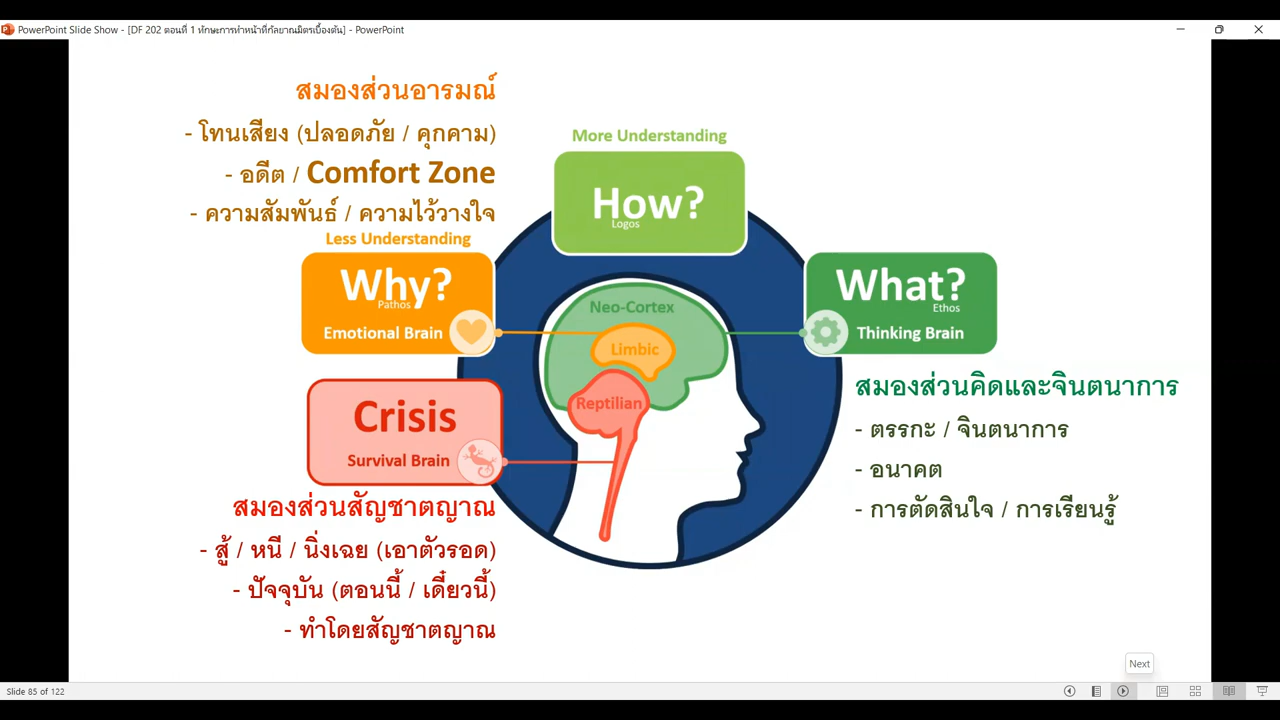 PowerPoint Slide Show - [DF 202 ตอนที่ 1 ทักษะการทำหน้าที่กัลยาณมิตรเบื้องต้น] - PowerPoint
สมองส่วนอารมณ์
- โทนเสียง (ปลอดภัย / คุกคาม)
- อดีต / Comfort Zone
- ความสัมพันธ์ / ความไว้วางใจ
Less Understanding
Why?
Pathos
Emotional Brain
More Understanding
How?
Logos
What?
Ethos
Thinking Brain
Neo-Cortex
Limbic
Reptilian
Crisis
Survival Brain
สมองส่วนสัญชาตญาณ
- สู้ / หนี / นิ่งเฉย (เอาตัวรอด)
- ปัจจุบัน (ตอนนี้ / เดี๋ยวนี้)
- ทำโดยสัญชาตญาณ
สมองส่วนคิดและจินตนาการ
- ตรรกะ / จินตนาการ
- อนาคต
- การตัดสินใจ / การเรียนรู้
Next
Slide 85 of 122